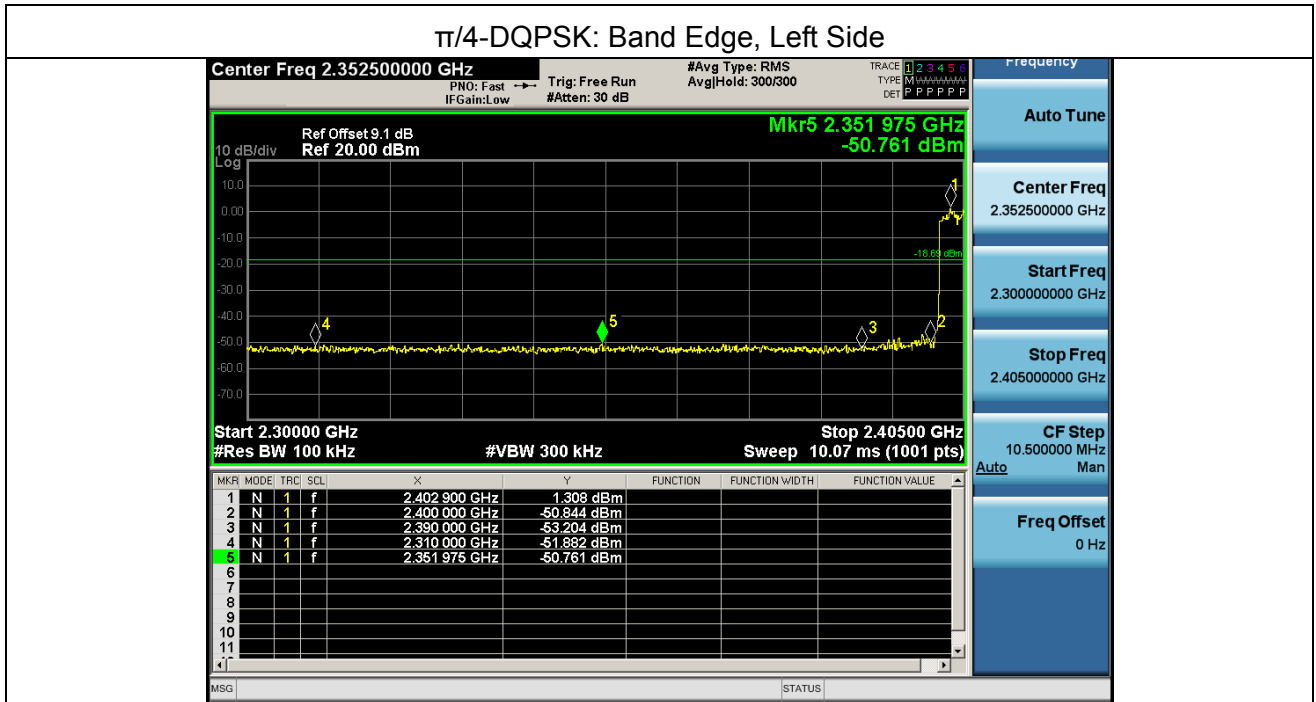 π/4-DQPSK: Band Edge, Left Side
Center Freq 2.352500000 GHz
PNO: Fast
IFGain:Low
Trig: Free Run
#Atten: 30 dB
#Avg Type: RMS
Avg|Hold: 300/300
TRACE 1 2 3 4 5 6
TYPE M
DET P P P P P P
Frequency
Auto Tune
Center Freq
2.352500000 GHz
Start Freq
2.300000000 GHz
Stop Freq
2.405000000 GHz
CF Step
10.500000 MHz
Auto Man
Freq Offset
0 Hz
Mkr5 2.351 975 GHz
-50.761 dBm
Ref Offset 9.1 dB
10 dB/div Ref 20.00 dBm
Log
10.0
0.00
-10.0
-20.0
-30.0
-40.0
-50.0
-60.0
-70.0
1
-18.69 dBm
4
5
3
2
Start 2.30000 GHz Stop 2.40500 GHz
#Res BW 100 kHz #VBW 300 kHz Sweep 10.07 ms (1001 pts)
MKR MODE TRC SCL X Y FUNCTION FUNCTION WIDTH FUNCTION VALUE
1 N 1 f 2.402 900 GHz 1.308 dBm
2 N 1 f 2.400 000 GHz -50.844 dBm
3 N 1 f 2.390 000 GHz -53.204 dBm
4 N 1 f 2.310 000 GHz -51.882 dBm
5 N 1 f 2.351 975 GHz -50.761 dBm
6
7
8
9
10
11
MSG STATUS